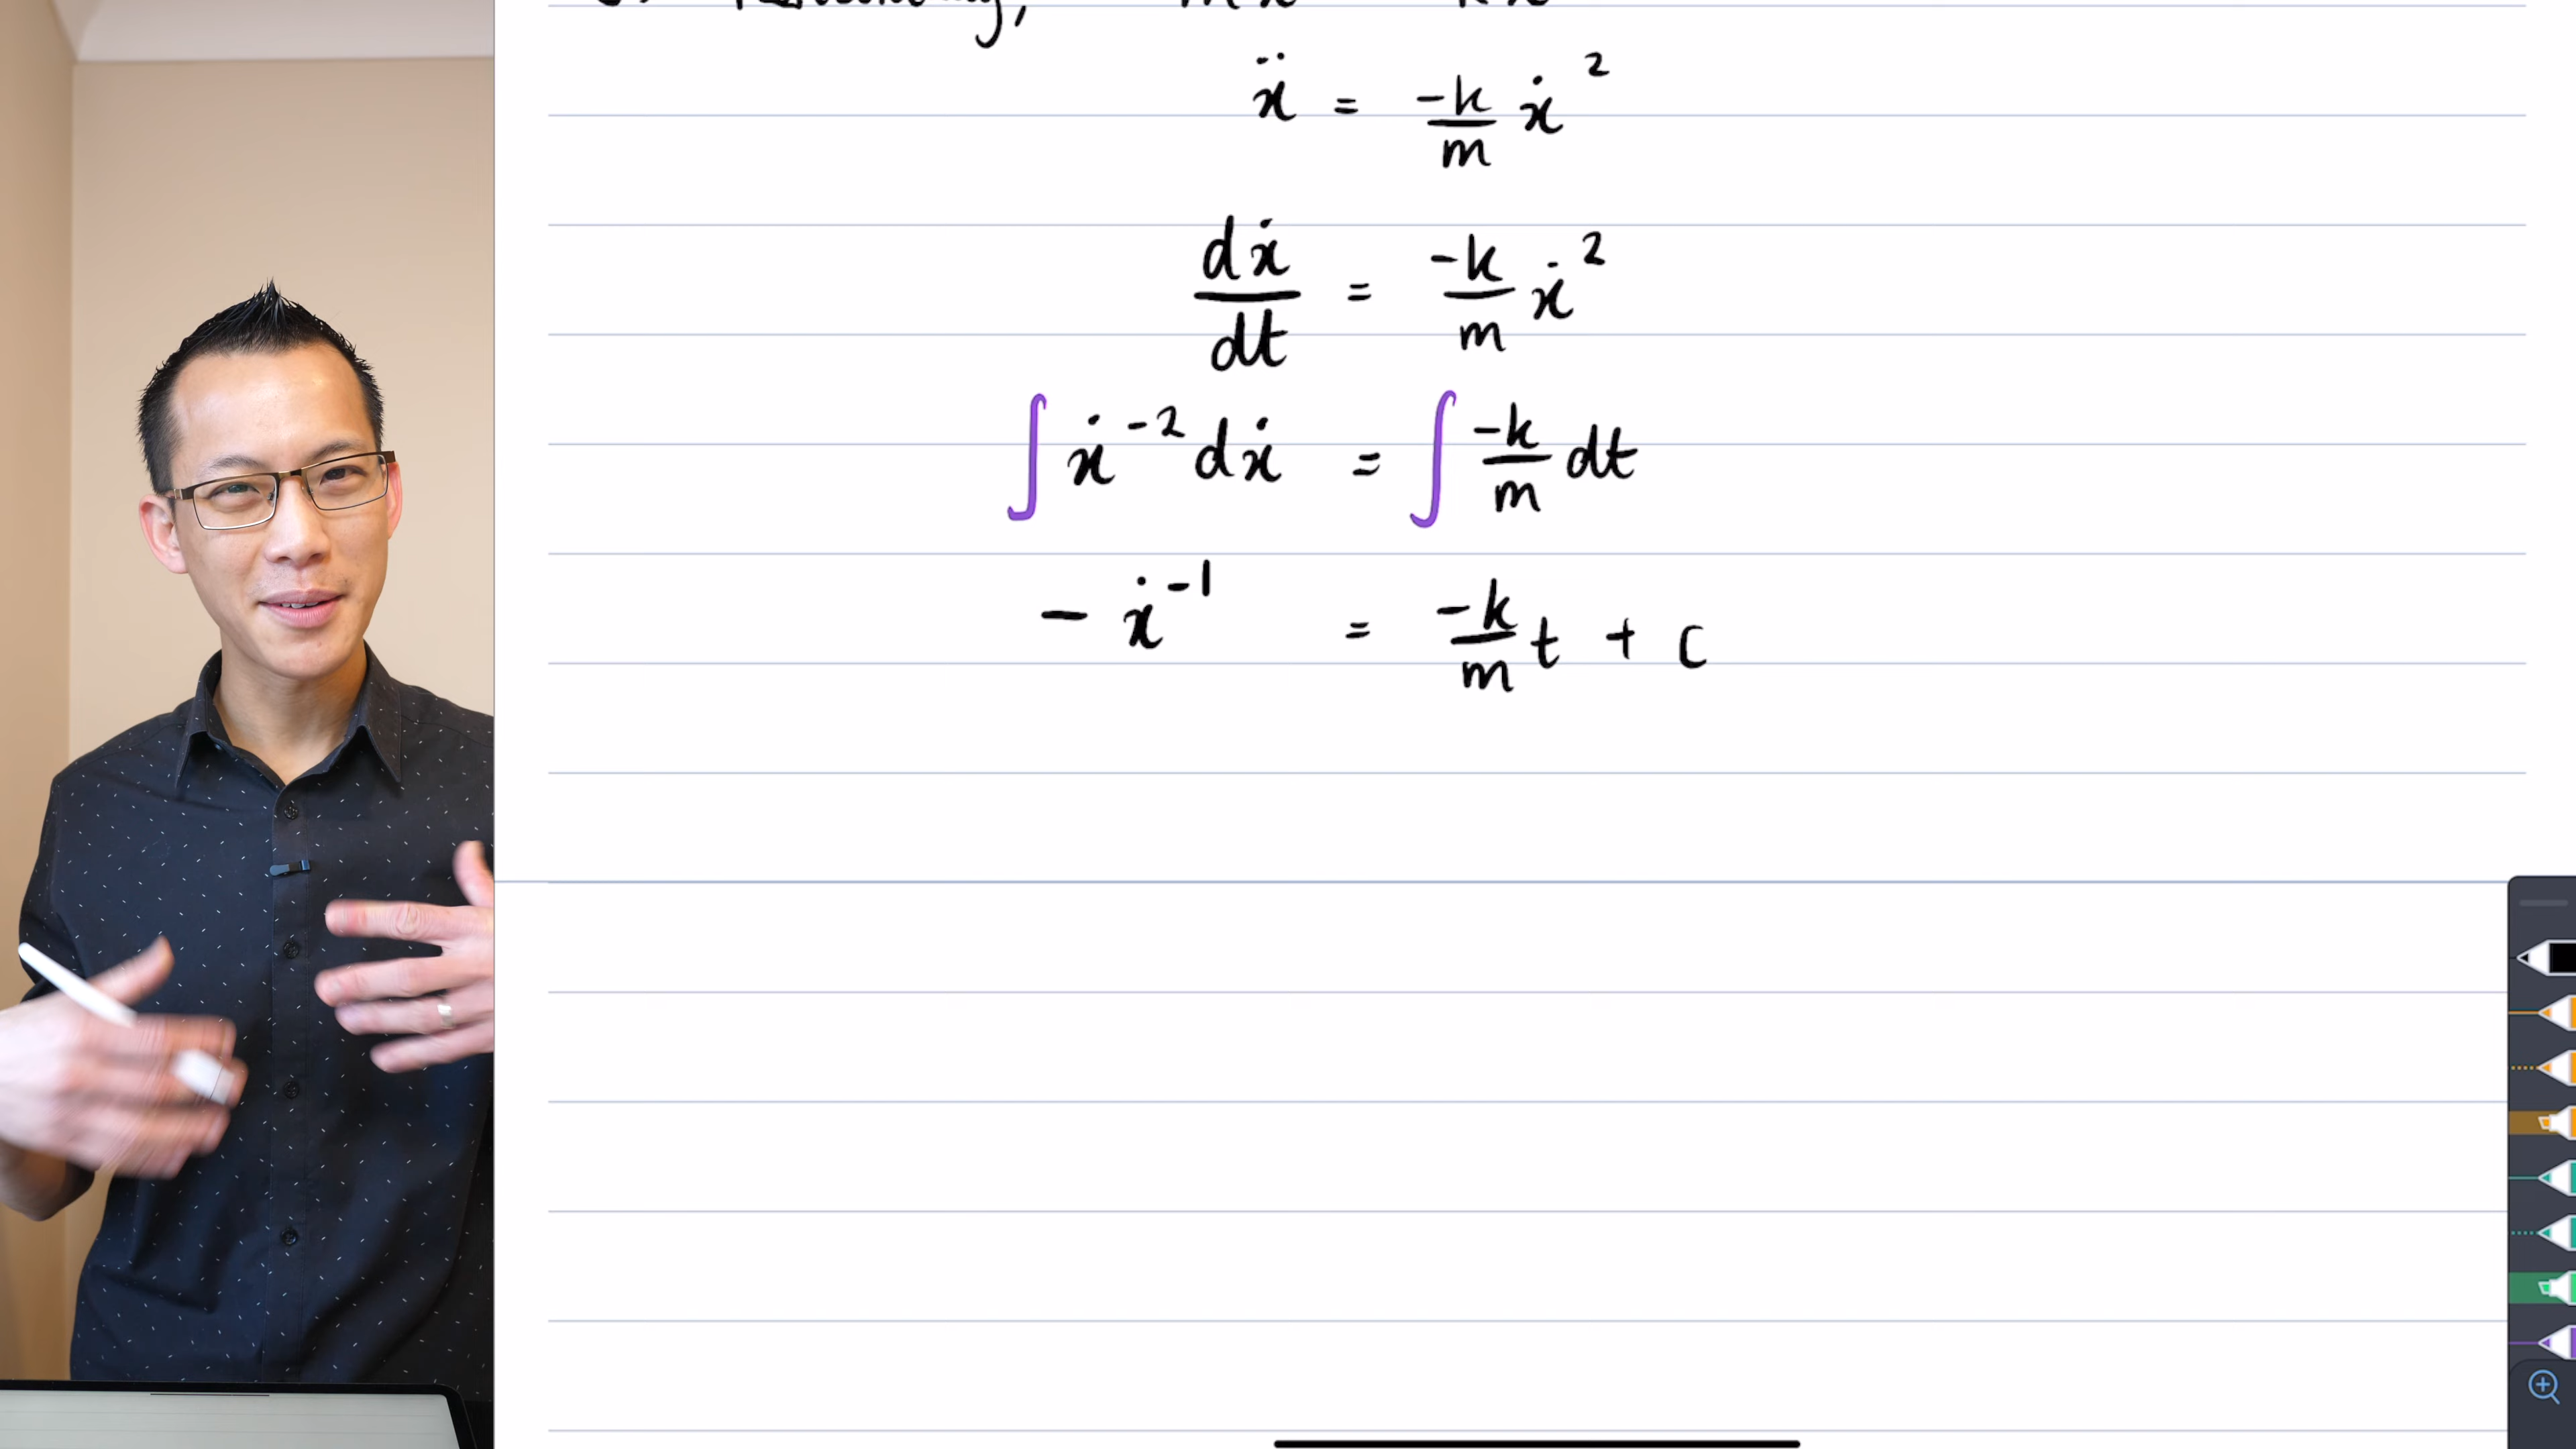 ẍ = -k/m ẋ²
dẋ/dt = -k/m ẋ²
∫ ẋ⁻² dẋ = ∫ -k/m dt
- ẋ⁻¹ = -k/m t + c